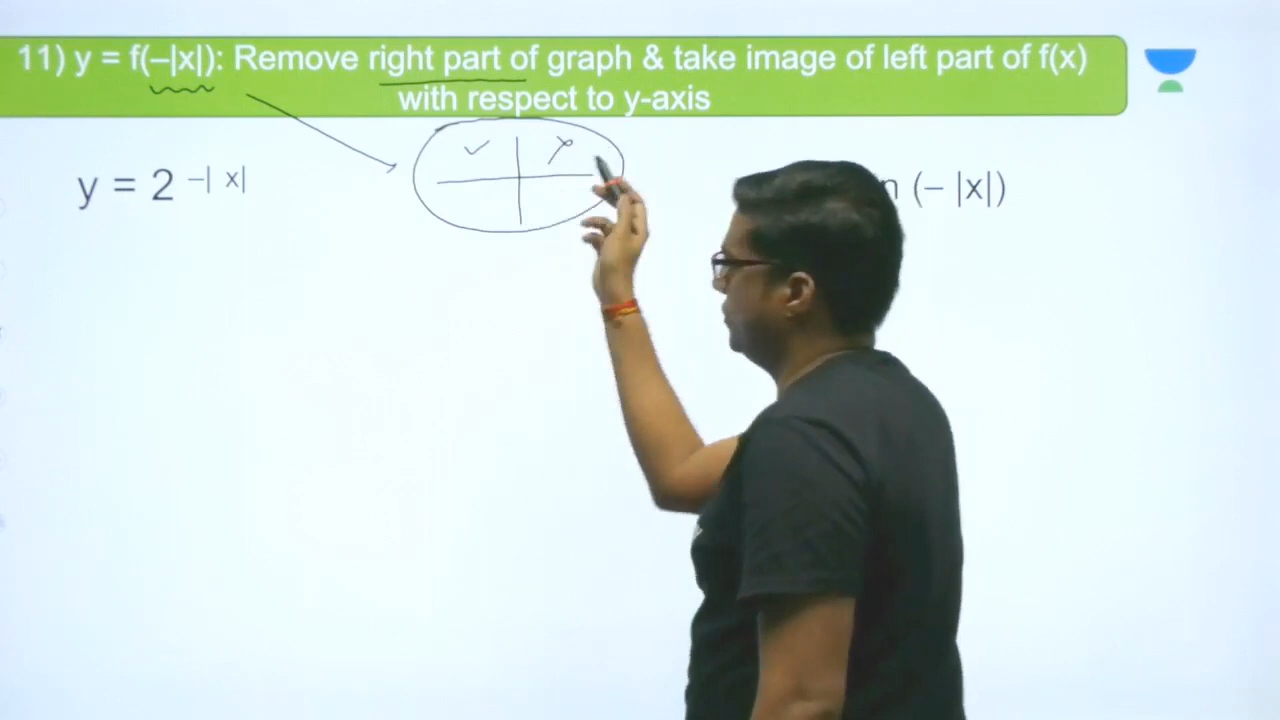 11) y = f(–|x|): Remove right part of graph & take image of left part of f(x)
with respect to y-axis
y = 2 –| x|
(– |x|)